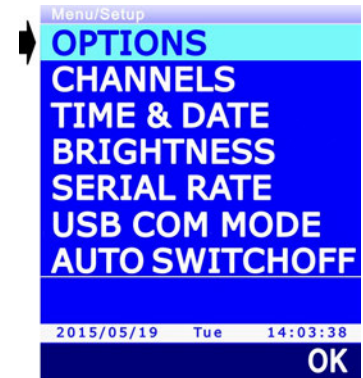 Menu/Setup
OPTIONS
CHANNELS
TIME & DATE
BRIGHTNESS
SERIAL RATE
USB COM MODE
AUTO SWITCHOFF
2015/05/19 Tue 14:03:38
OK